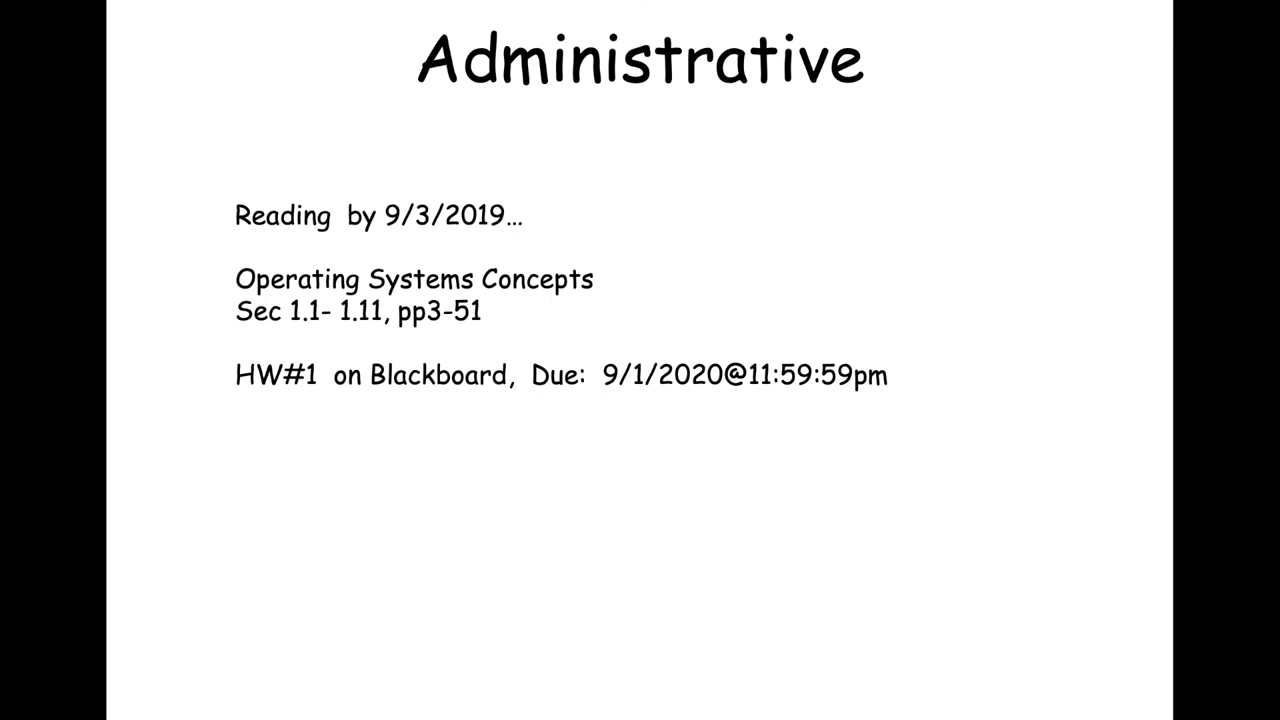 Administrative
Reading by 9/3/2019...
Operating Systems Concepts
Sec 1.1- 1.11, pp3-51
HW#1 on Blackboard, Due: 9/1/2020@11:59:59pm